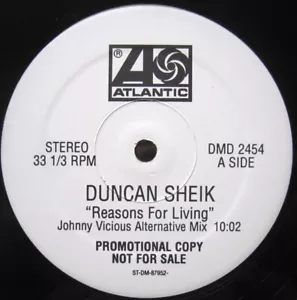 ®
ATLANTIC
STEREO
33 1/3 RPM
DMD 2454
A SIDE
DUNCAN SHEIK
“Reasons For Living”
Johnny Vicious Alternative Mix 10:02
PROMOTIONAL COPY
NOT FOR SALE
ST-DM-87952-